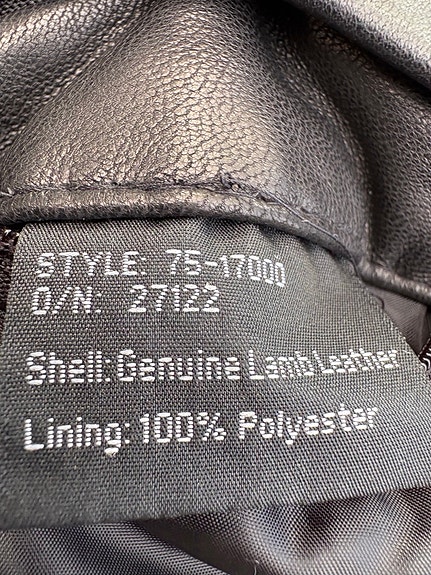 STYLE: 75-17000
O/N: 27122
Shell: Genuine Lamb Leather
Lining: 100% Polyester